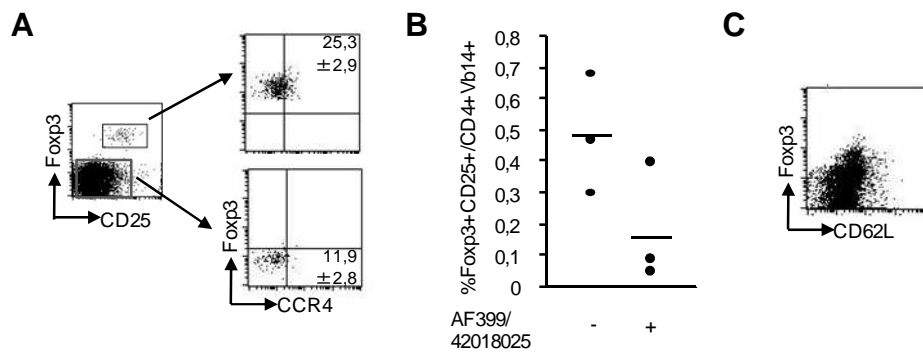 A
Foxp3
CD25
25,3
±2,9
Foxp3
11,9
±2,8
CCR4
B
%Foxp3+CD25+/CD4+Vb14+
0,8
0,7
0,6
0,5
0,4
0,3
0,2
0,1
0
AF399/
42018025
- +
C
Foxp3
CD62L